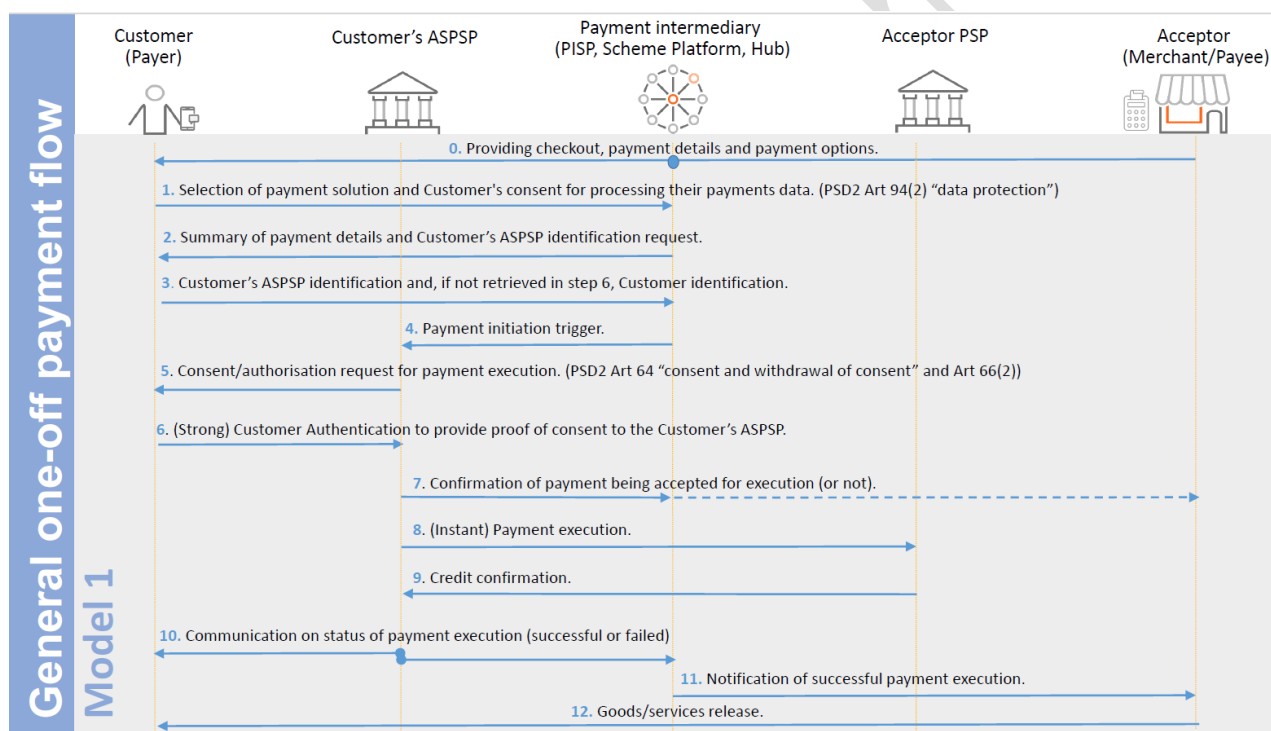 General one-off payment flow
Model 1
Customer
(Payer)
Customer's ASPSP
Payment intermediary
(PISP, Scheme Platform, Hub)
Acceptor PSP
Acceptor
(Merchant/Payee)
0. Providing checkout, payment details and payment options.
1. Selection of payment solution and Customer's consent for processing their payments data. (PSD2 Art 94(2) “data protection”)
2. Summary of payment details and Customer’s ASPSP identification request.
3. Customer’s ASPSP identification and, if not retrieved in step 6, Customer identification.
4. Payment initiation trigger.
5. Consent/authorisation request for payment execution. (PSD2 Art 64 “consent and withdrawal of consent” and Art 66(2))
6. (Strong) Customer Authentication to provide proof of consent to the Customer’s ASPSP.
7. Confirmation of payment being accepted for execution (or not).
8. (Instant) Payment execution.
9. Credit confirmation.
10. Communication on status of payment execution (successful or failed)
11. Notification of successful payment execution.
12. Goods/services release.